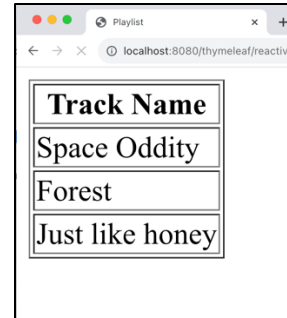 Playlist
localhost:8080/thymeleaf/reactiv
Track Name
Space Oddity
Forest
Just like honey